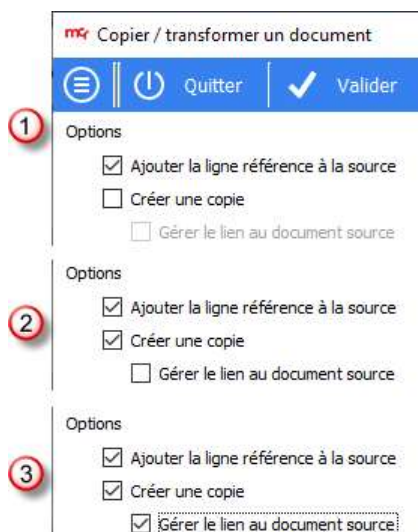 mcr Copier / transformer un document
Quitter Valider
1
Options
Ajouter la ligne référence à la source
Créer une copie
Gérer le lien au document source
2
Options
Ajouter la ligne référence à la source
Créer une copie
Gérer le lien au document source
3
Options
Ajouter la ligne référence à la source
Créer une copie
Gérer le lien au document source